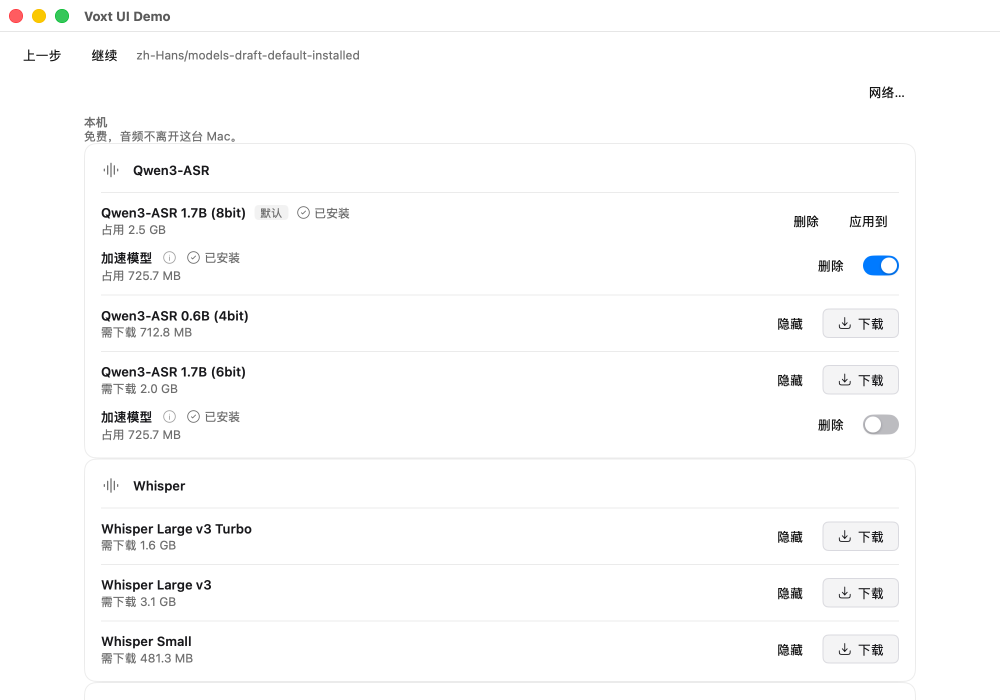 Voxt UI Demo
上一步 继续 zh-Hans/models-draft-default-installed
网络...
本机
免费，音频不离开这台 Mac。
Qwen3-ASR
Qwen3-ASR 1.7B (8bit) 默认 已安装
占用 2.5 GB
删除 应用到
加速模型 已安装
占用 725.7 MB
删除
Qwen3-ASR 0.6B (4bit)
需下载 712.8 MB
隐藏 下载
Qwen3-ASR 1.7B (6bit)
需下载 2.0 GB
隐藏 下载
加速模型 已安装
占用 725.7 MB
删除
Whisper
Whisper Large v3 Turbo
需下载 1.6 GB
隐藏 下载
Whisper Large v3
需下载 3.1 GB
隐藏 下载
Whisper Small
需下载 481.3 MB
隐藏 下载